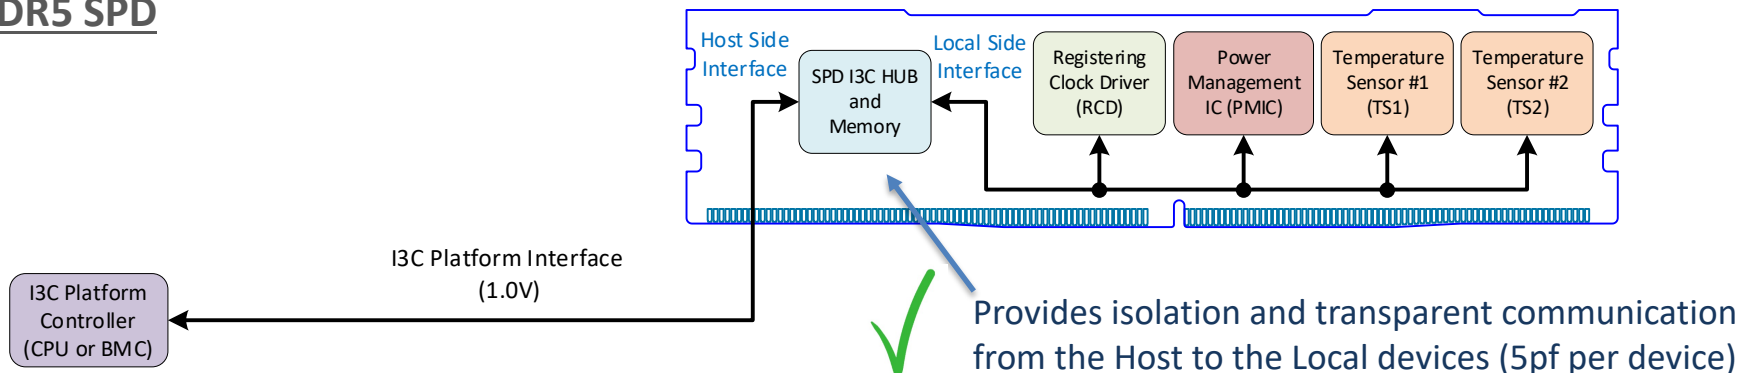 DR5 SPD
Host Side
Interface
SPD I3C HUB
and
Memory
Local Side
Interface
Registering
Clock Driver
(RCD)
Power
Management
IC (PMIC)
Temperature
Sensor #1
(TS1)
Temperature
Sensor #2
(TS2)
I3C Platform Interface
(1.0V)
I3C Platform
Controller
(CPU or BMC)
Provides isolation and transparent communication
from the Host to the Local devices (5pf per device)